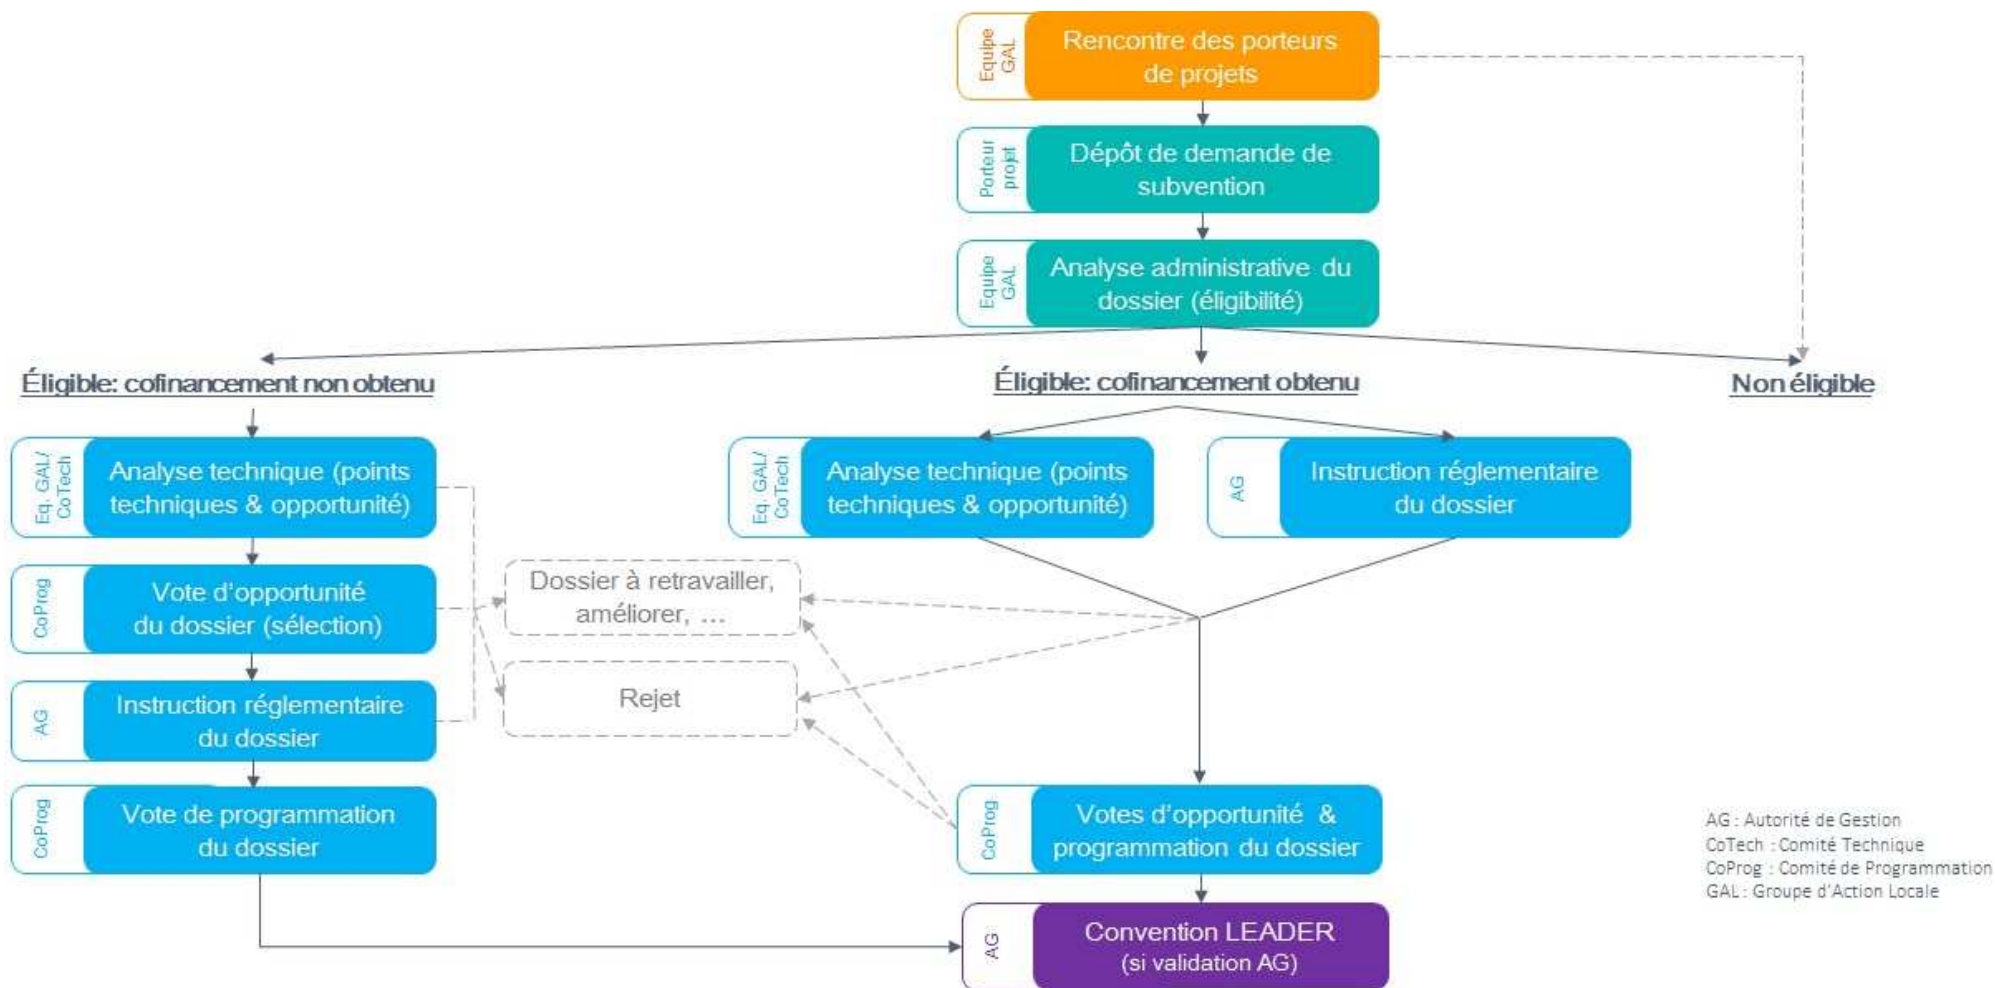 Equipe
GAL
Rencontre des porteurs
de projets
Porteur
projet
Dépôt de demande de
subvention
Equipe
GAL
Analyse administrative du
dossier (éligibilité)
Éligible: cofinancement non obtenu
Éligible: cofinancement obtenu
Non éligible
Eq. GAL/
CoTech
Analyse technique (points
techniques & opportunité)
Eq. GAL/
CoTech
Analyse technique (points
techniques & opportunité)
AG
Instruction réglementaire
du dossier
CoProg
Vote d'opportunité
du dossier (sélection)
Dossier à retravailler,
améliorer, ...
AG
Instruction réglementaire
du dossier
Rejet
CoProg
Vote de programmation
du dossier
CoProg
Votes d'opportunité &
programmation du dossier
AG
Convention LEADER
(si validation AG)
AG : Autorité de Gestion
CoTech : Comité Technique
CoProg : Comité de Programmation
GAL : Groupe d'Action Locale